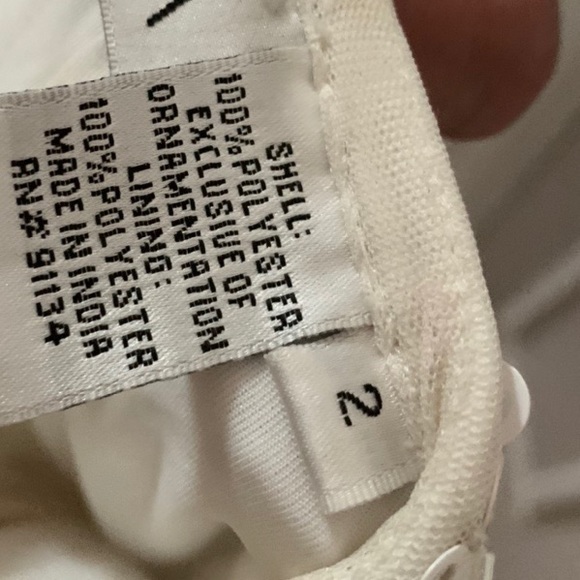 SHELL:
100% POLYESTER
EXCLUSIVE OF
ORNAMENTATION
LINING:
100% POLYESTER
MADE IN INDIA
RN# 91134
2